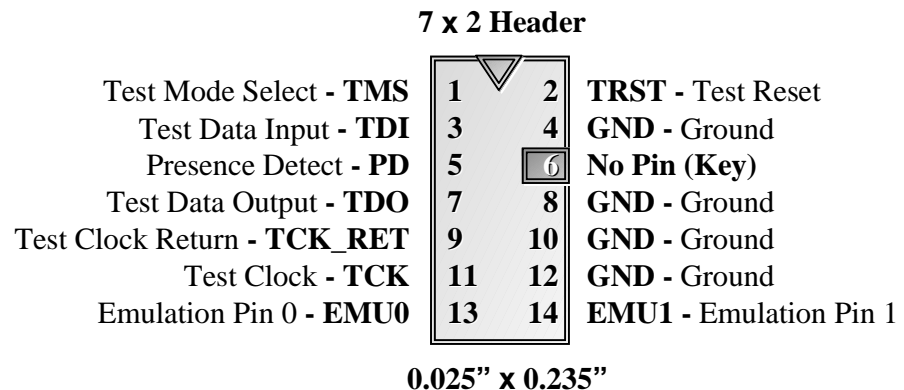 7 x 2 Header
Test Mode Select - TMS 1 2 TRST - Test Reset
Test Data Input - TDI 3 4 GND - Ground
Presence Detect - PD 5 6 No Pin (Key)
Test Data Output - TDO 7 8 GND - Ground
Test Clock Return - TCK_RET 9 10 GND - Ground
Test Clock - TCK 11 12 GND - Ground
Emulation Pin 0 - EMU0 13 14 EMU1 - Emulation Pin 1
0.025” x 0.235”